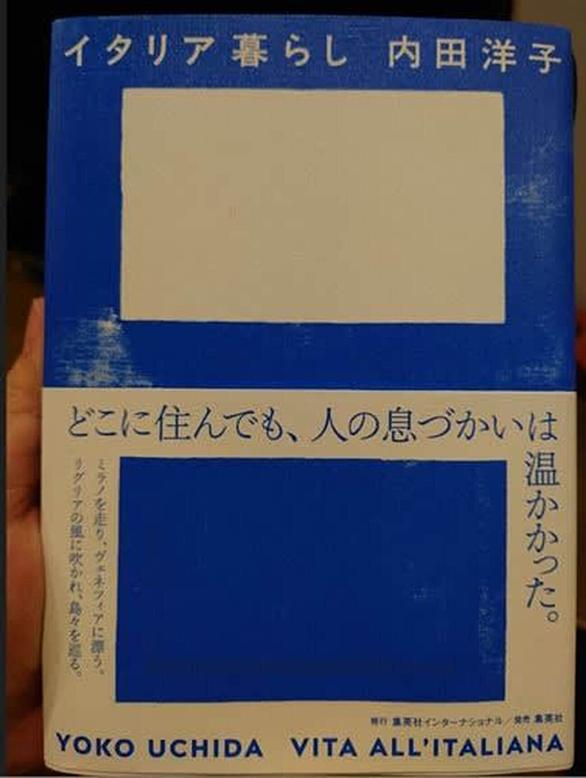 イタリア暮らし 内田洋子
どこに住んでも、人の息づかいは
温かかった。
ミラノを走り、ヴェネツィアに漂う。
リグリアの風に吹かれ、島々を巡る。
発行 集英社インターナショナル／発売 集英社
YOKO UCHIDA VITA ALL'ITALIANA